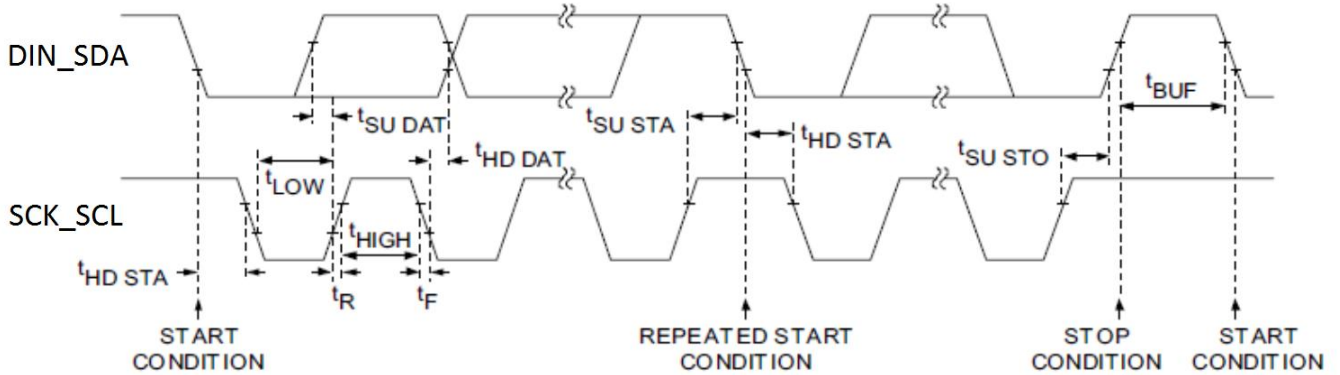 DIN_SDA
tBUF
tSU DAT
tSU STA
tHD STA
tHD DAT
tSU STO
tLOW
SCK_SCL
tHIGH
tHD STA
tR
tF
START
CONDITION
REPEATED START
CONDITION
STOP
CONDITION
START
CONDITION